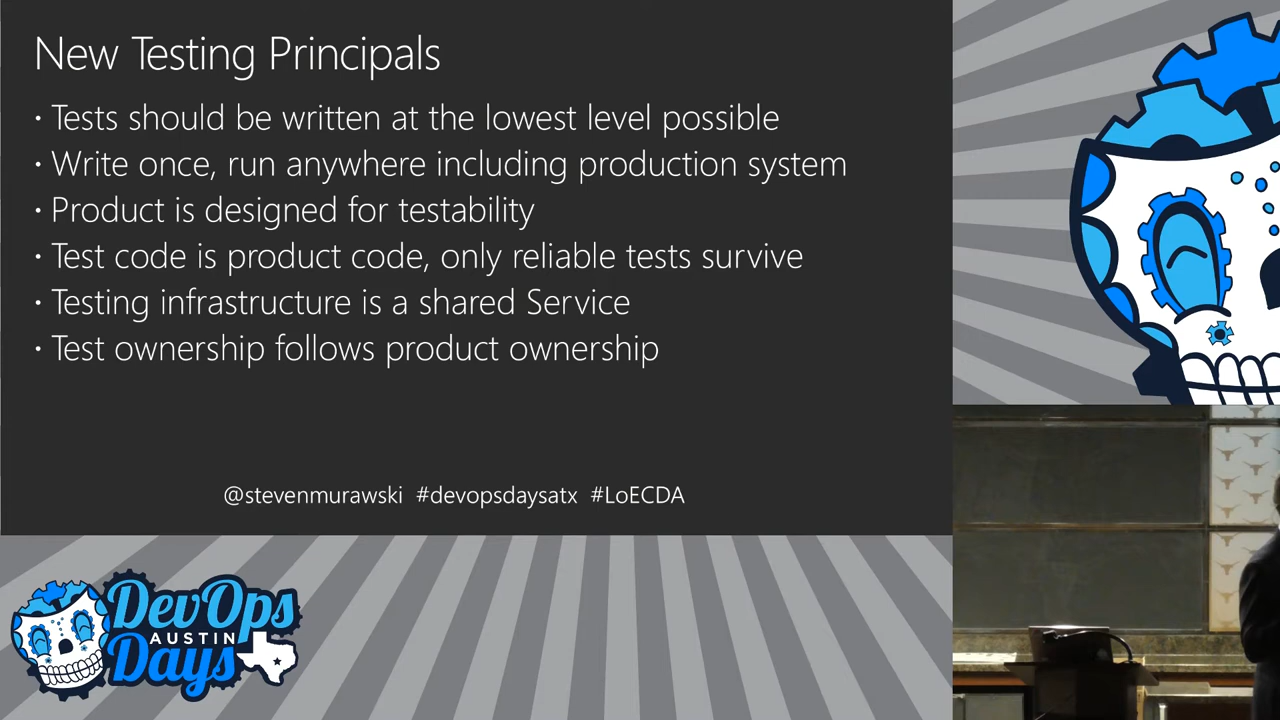 New Testing Principals
· Tests should be written at the lowest level possible
· Write once, run anywhere including production system
· Product is designed for testability
· Test code is product code, only reliable tests survive
· Testing infrastructure is a shared Service
· Test ownership follows product ownership
@stevenmurawski #devopsdaysatx #LoECDA
DevOps
AUSTIN
Days